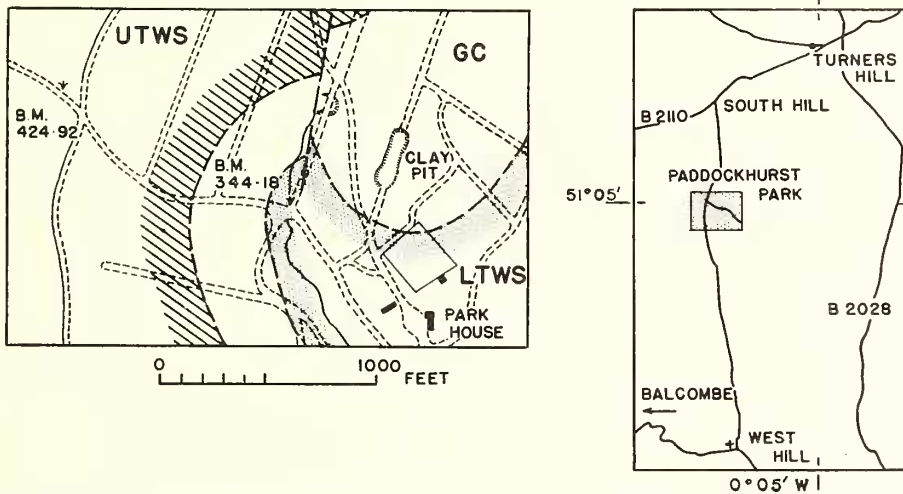 UTWS
GC
B.M.
424·92
B.M.
344·18
CLAY
PIT
LTWS
PARK
HOUSE
0 1000 FEET
TURNERS
HILL
B 2110
SOUTH HILL
PADDOCKHURST
PARK
51°05′
B 2028
BALCOMBE
WEST
HILL
0°05′ W